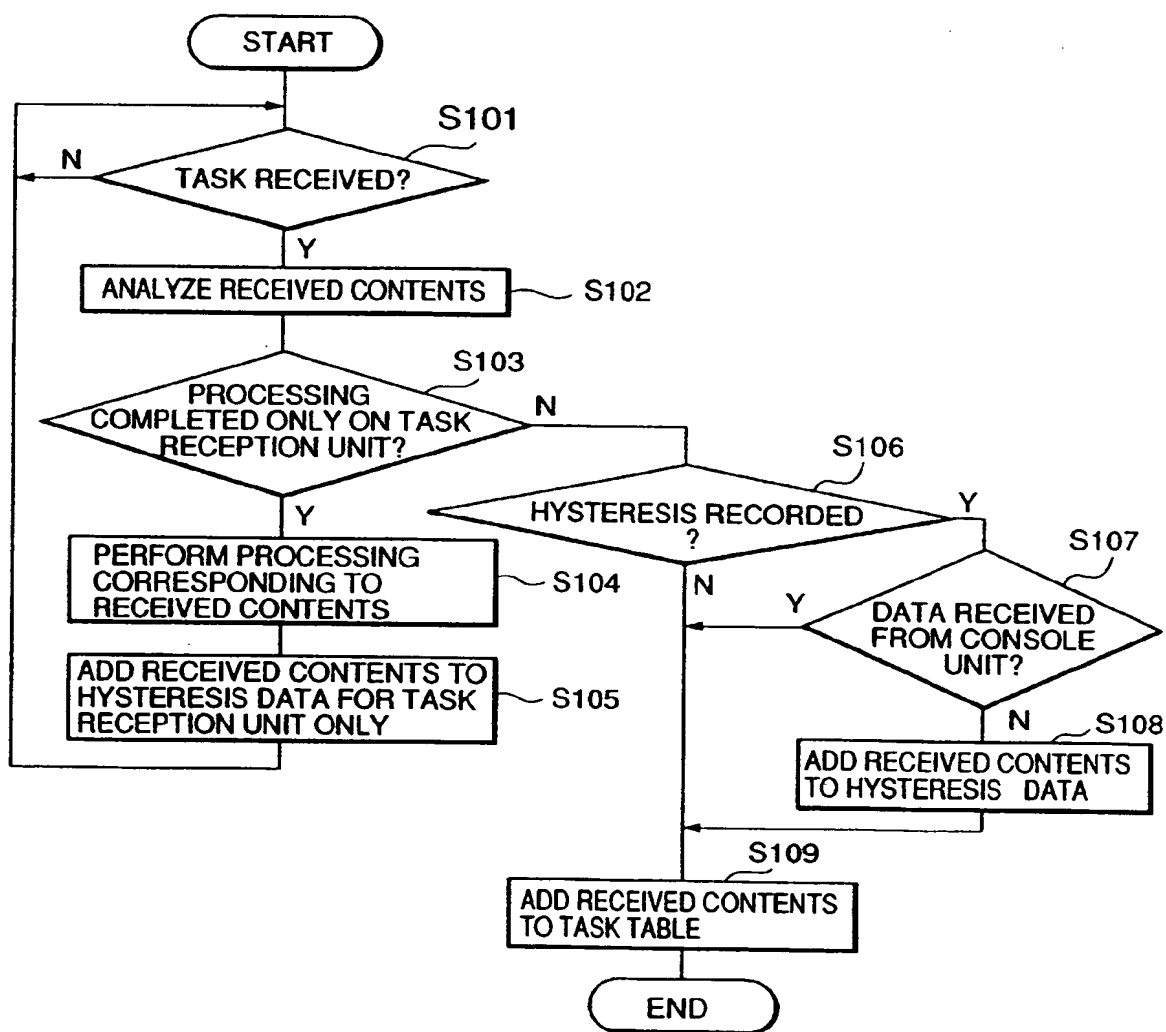 START
S101
N
TASK RECEIVED?
Y
ANALYZE RECEIVED CONTENTS
S102
S103
PROCESSING
COMPLETED ONLY ON TASK
RECEPTION UNIT?
N
Y
S106
HYSTERESIS RECORDED
?
Y
N
PERFORM PROCESSING
CORRESPONDING TO
RECEIVED CONTENTS
S104
S107
Y
DATA RECEIVED
FROM CONSOLE
UNIT?
N
ADD RECEIVED CONTENTS TO
HYSTERESIS DATA FOR TASK
RECEPTION UNIT ONLY
S105
S108
ADD RECEIVED CONTENTS
TO HYSTERESIS DATA
S109
ADD RECEIVED CONTENTS
TO TASK TABLE
END